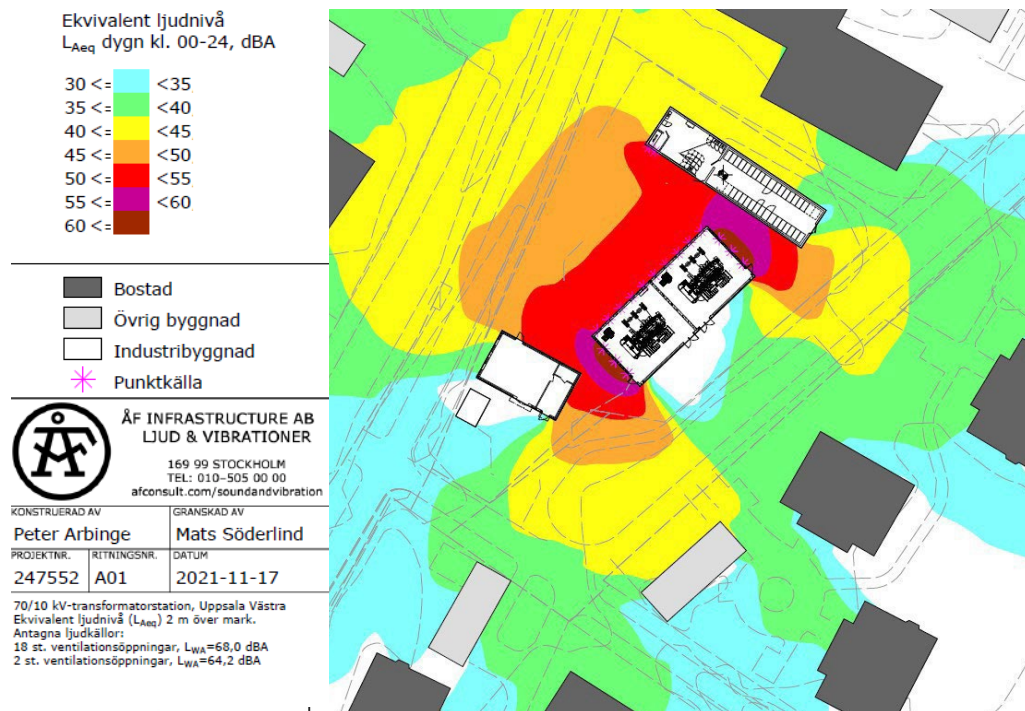 Ekvivalent ljudnivå
LAeq dygn kl. 00-24, dBA
30 <= <35
35 <= <40
40 <= <45
45 <= <50
50 <= <55
55 <= <60
60 <=
Bostad
Övrig byggnad
Industribyggnad
Punktkälla
ÅF
ÅF INFRASTRUCTURE AB
LJUD & VIBRATIONER
169 99 STOCKHOLM
TEL: 010-505 00 00
afconsult.com/soundandvibration
KONSTRUERAD AV GRANSKAD AV
Peter Arbinge Mats Söderlind
PROJEKTNR. RITNINGSNR. DATUM
247552 A01 2021-11-17
70/10 kV-transformatorstation, Uppsala Västra
Ekvivalent ljudnivå (LAeq) 2 m över mark.
Antagna ljudkällor:
18 st. ventilationsöppningar, LWA=68,0 dBA
2 st. ventilationsöppningar, LWA=64,2 dBA